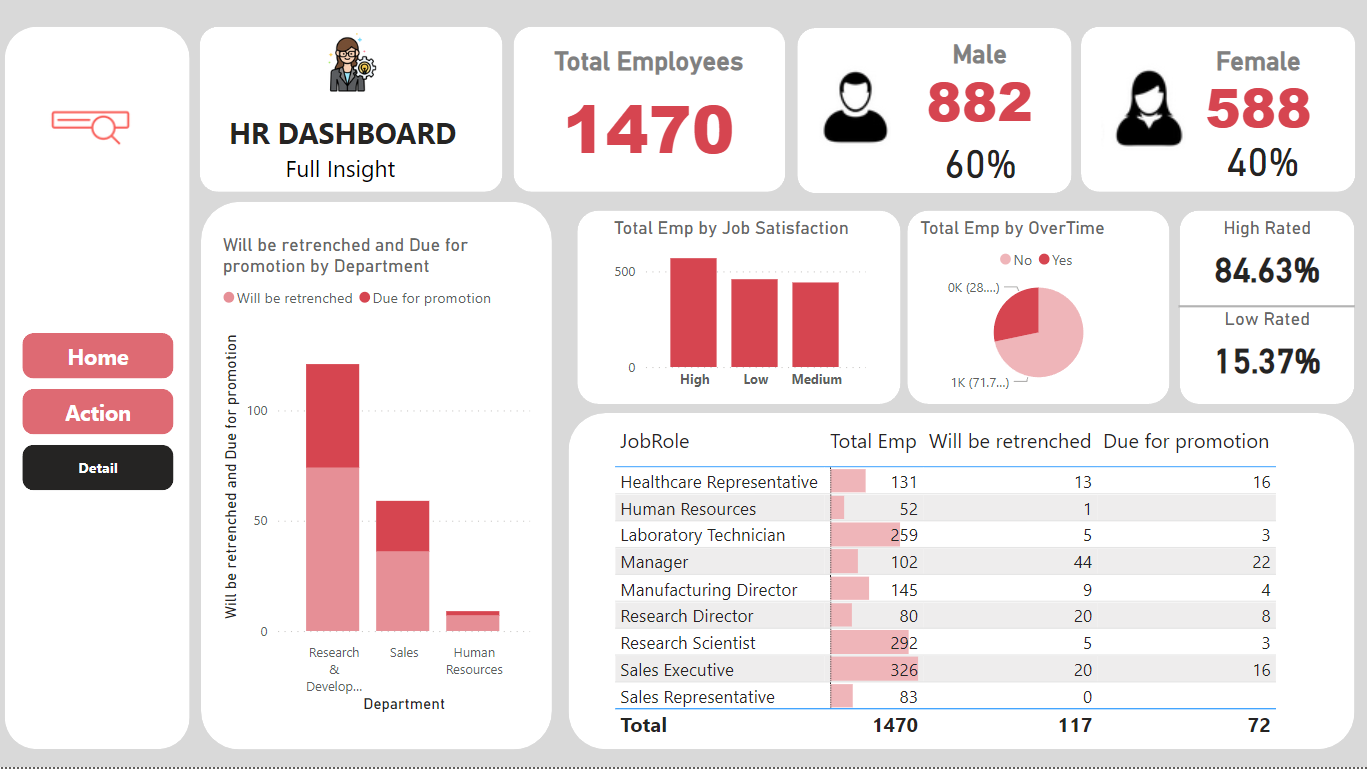 HR DASHBOARD
Full Insight
Total Employees
1470
Male
882
60%
Female
588
40%
Home
Action
Detail
Will be retrenched and Due for
promotion by Department
Will be retrenched Due for promotion
Will be retrenched and Due for promotion
100
50
0
Research
&
Develop...
Sales
Human
Resources
Department
Total Emp by Job Satisfaction
500
0
High Low Medium
Total Emp by OverTime
No Yes
0K (28....)
1K (71.7...)
High Rated
84.63%
Low Rated
15.37%
JobRole Total Emp Will be retrenched Due for promotion
Healthcare Representative 131 13 16
Human Resources 52 1
Laboratory Technician 259 5 3
Manager 102 44 22
Manufacturing Director 145 9 4
Research Director 80 20 8
Research Scientist 292 5 3
Sales Executive 326 20 16
Sales Representative 83 0
Total 1470 117 72